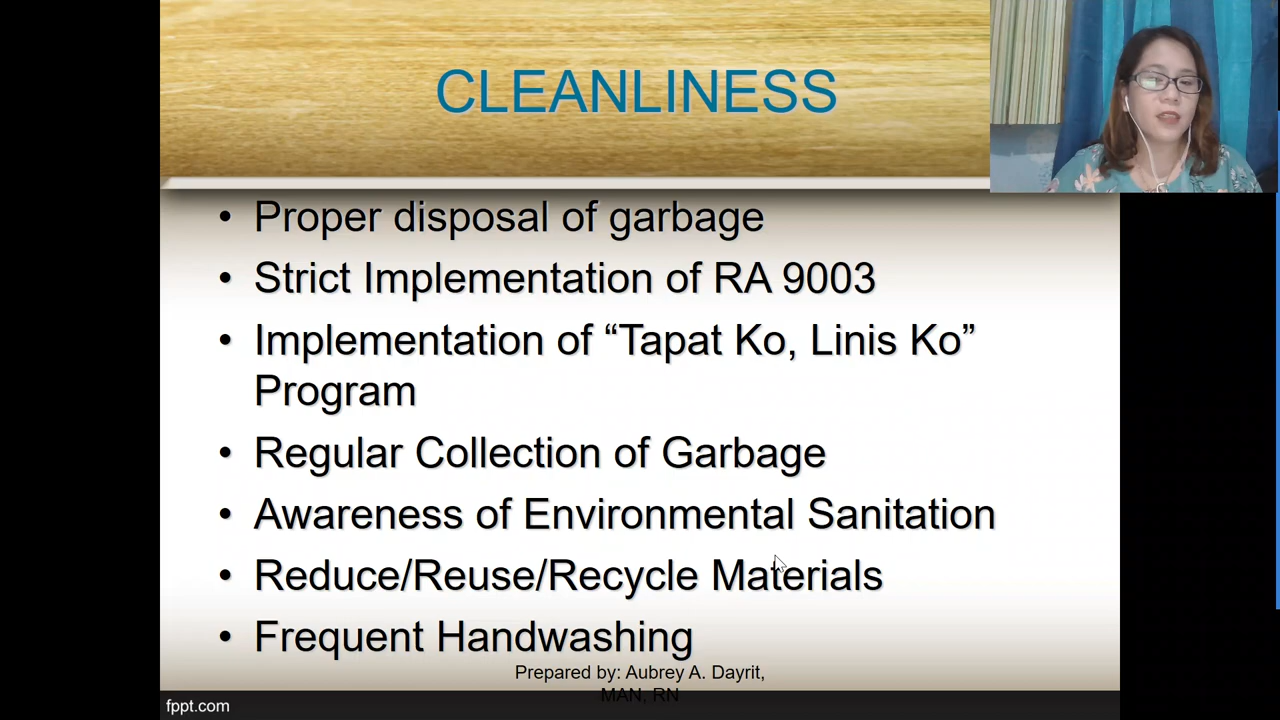 CLEANLINESS
• Proper disposal of garbage
• Strict Implementation of RA 9003
• Implementation of “Tapat Ko, Linis Ko”
Program
• Regular Collection of Garbage
• Awareness of Environmental Sanitation
• Reduce/Reuse/Recycle Materials
• Frequent Handwashing
Prepared by: Aubrey A. Dayrit,
MAN, RN
fppt.com